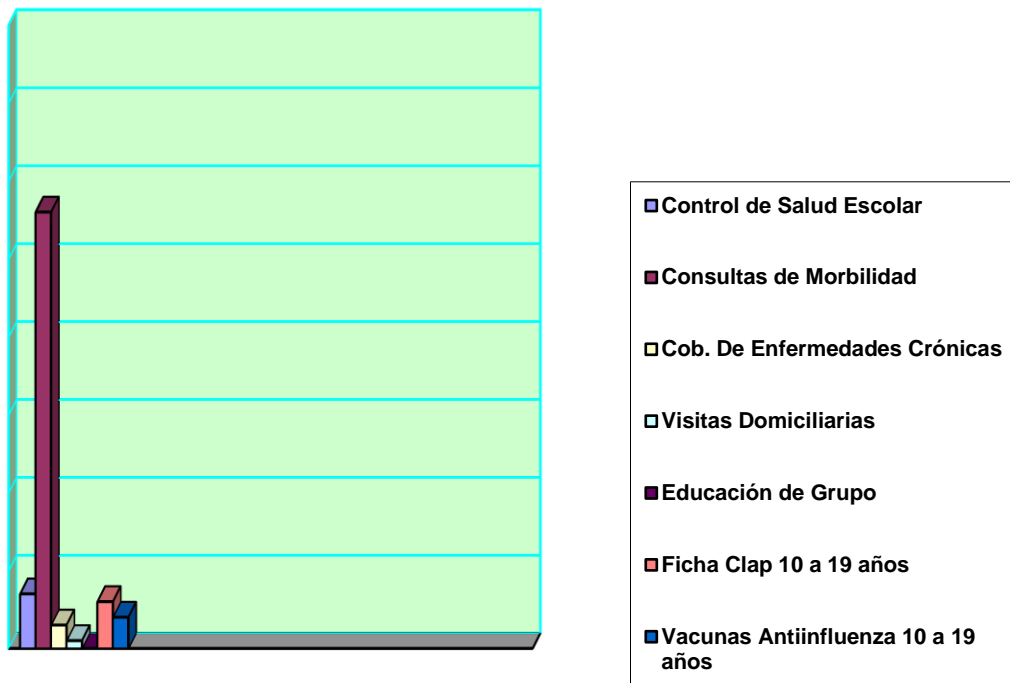 Control de Salud Escolar
Consultas de Morbilidad
Cob. De Enfermedades Crónicas
Visitas Domiciliarias
Educación de Grupo
Ficha Clap 10 a 19 años
Vacunas Antiinfluenza 10 a 19
años